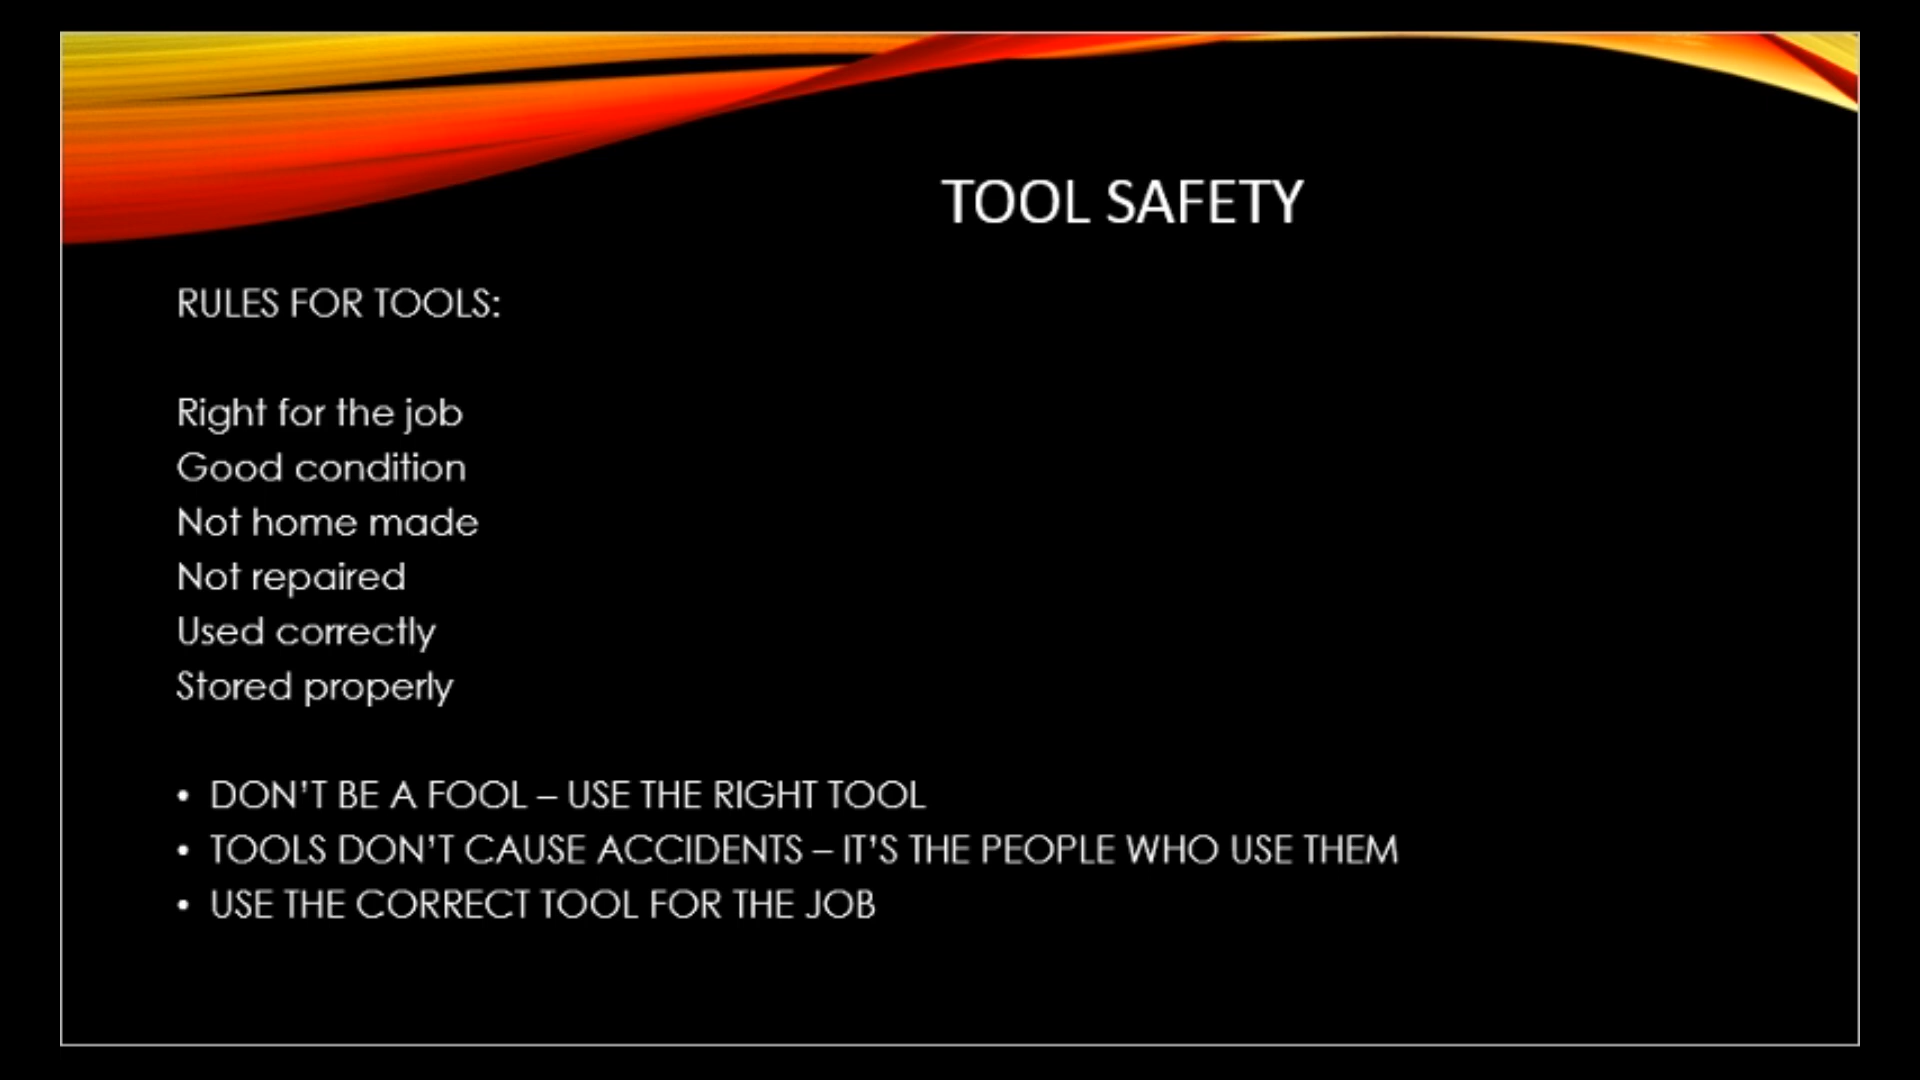 TOOL SAFETY
RULES FOR TOOLS:
Right for the job
Good condition
Not home made
Not repaired
Used correctly
Stored properly
• DON’T BE A FOOL – USE THE RIGHT TOOL
• TOOLS DON’T CAUSE ACCIDENTS – IT’S THE PEOPLE WHO USE THEM
• USE THE CORRECT TOOL FOR THE JOB